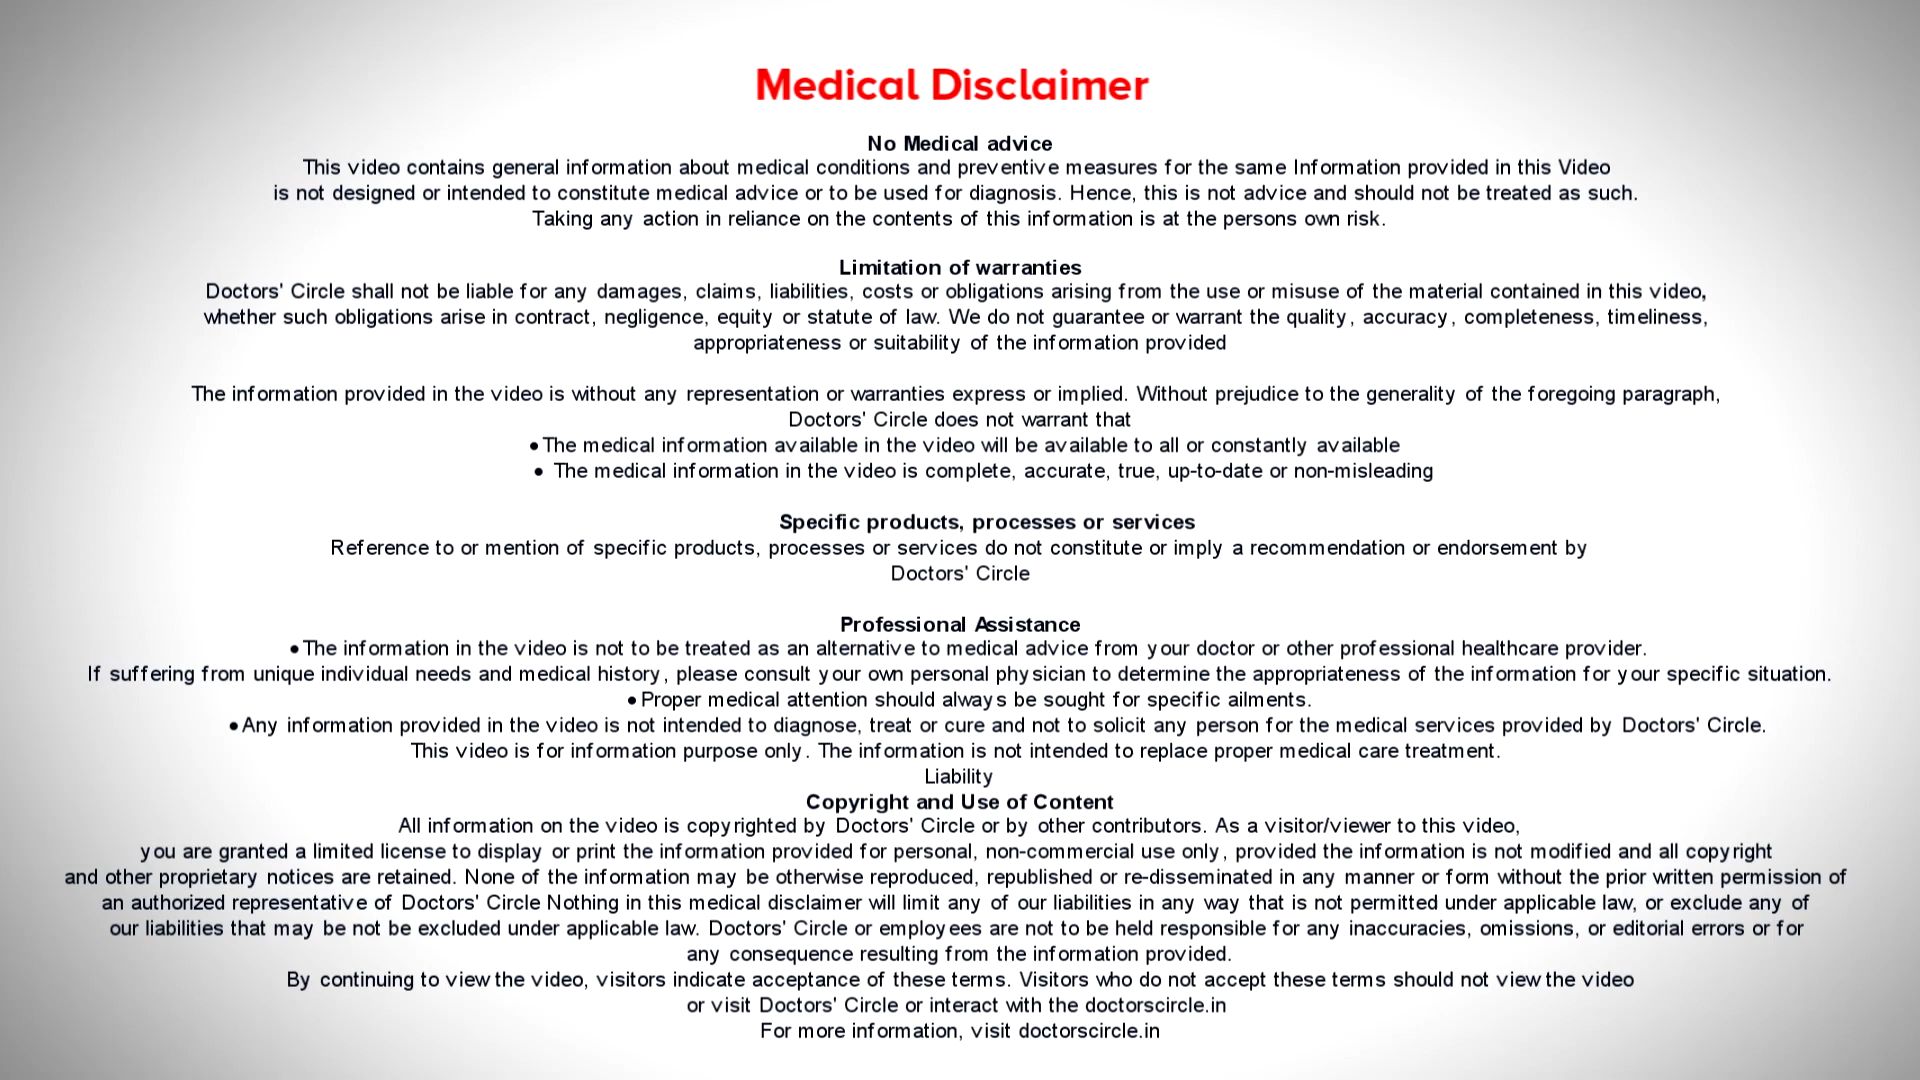 Medical Disclaimer
No Medical advice
This video contains general information about medical conditions and preventive measures for the same Information provided in this Video
is not designed or intended to constitute medical advice or to be used for diagnosis. Hence, this is not advice and should not be treated as such.
Taking any action in reliance on the contents of this information is at the persons own risk.
Limitation of warranties
Doctors' Circle shall not be liable for any damages, claims, liabilities, costs or obligations arising from the use or misuse of the material contained in this video,
whether such obligations arise in contract, negligence, equity or statute of law. We do not guarantee or warrant the quality, accuracy, completeness, timeliness,
appropriateness or suitability of the information provided
The information provided in the video is without any representation or warranties express or implied. Without prejudice to the generality of the foregoing paragraph,
Doctors' Circle does not warrant that
• The medical information available in the video will be available to all or constantly available
• The medical information in the video is complete, accurate, true, up-to-date or non-misleading
Specific products, processes or services
Reference to or mention of specific products, processes or services do not constitute or imply a recommendation or endorsement by
Doctors' Circle
Professional Assistance
• The information in the video is not to be treated as an alternative to medical advice from your doctor or other professional healthcare provider.
If suffering from unique individual needs and medical history, please consult your own personal physician to determine the appropriateness of the information for your specific situation.
• Proper medical attention should always be sought for specific ailments.
• Any information provided in the video is not intended to diagnose, treat or cure and not to solicit any person for the medical services provided by Doctors' Circle.
This video is for information purpose only. The information is not intended to replace proper medical care treatment.
Liability
Copyright and Use of Content
All information on the video is copyrighted by Doctors' Circle or by other contributors. As a visitor/viewer to this video,
you are granted a limited license to display or print the information provided for personal, non-commercial use only, provided the information is not modified and all copyright
and other proprietary notices are retained. None of the information may be otherwise reproduced, republished or re-disseminated in any manner or form without the prior written permission of
an authorized representative of Doctors' Circle Nothing in this medical disclaimer will limit any of our liabilities in any way that is not permitted under applicable law, or exclude any of
our liabilities that may be not be excluded under applicable law. Doctors' Circle or employees are not to be held responsible for any inaccuracies, omissions, or editorial errors or for
any consequence resulting from the information provided.
By continuing to view the video, visitors indicate acceptance of these terms. Visitors who do not accept these terms should not view the video
or visit Doctors' Circle or interact with the doctorscircle.in
For more information, visit doctorscircle.in